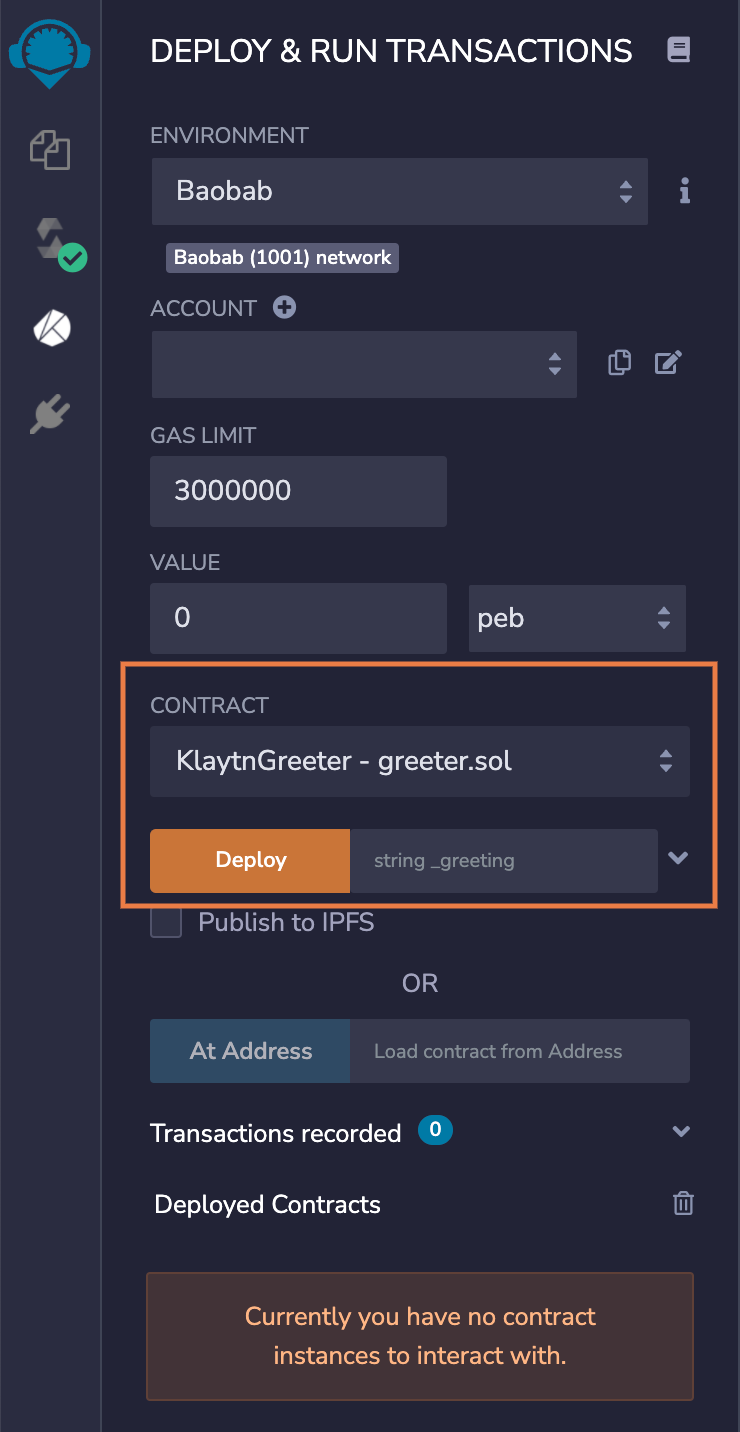 DEPLOY & RUN TRANSACTIONS
ENVIRONMENT
Baobab
Baobab (1001) network
ACCOUNT
GAS LIMIT
3000000
VALUE
0 peb
CONTRACT
KlaytnGreeter - greeter.sol
Deploy string _greeting
Publish to IPFS
OR
At Address Load contract from Address
Transactions recorded 0
Deployed Contracts
Currently you have no contract
instances to interact with.